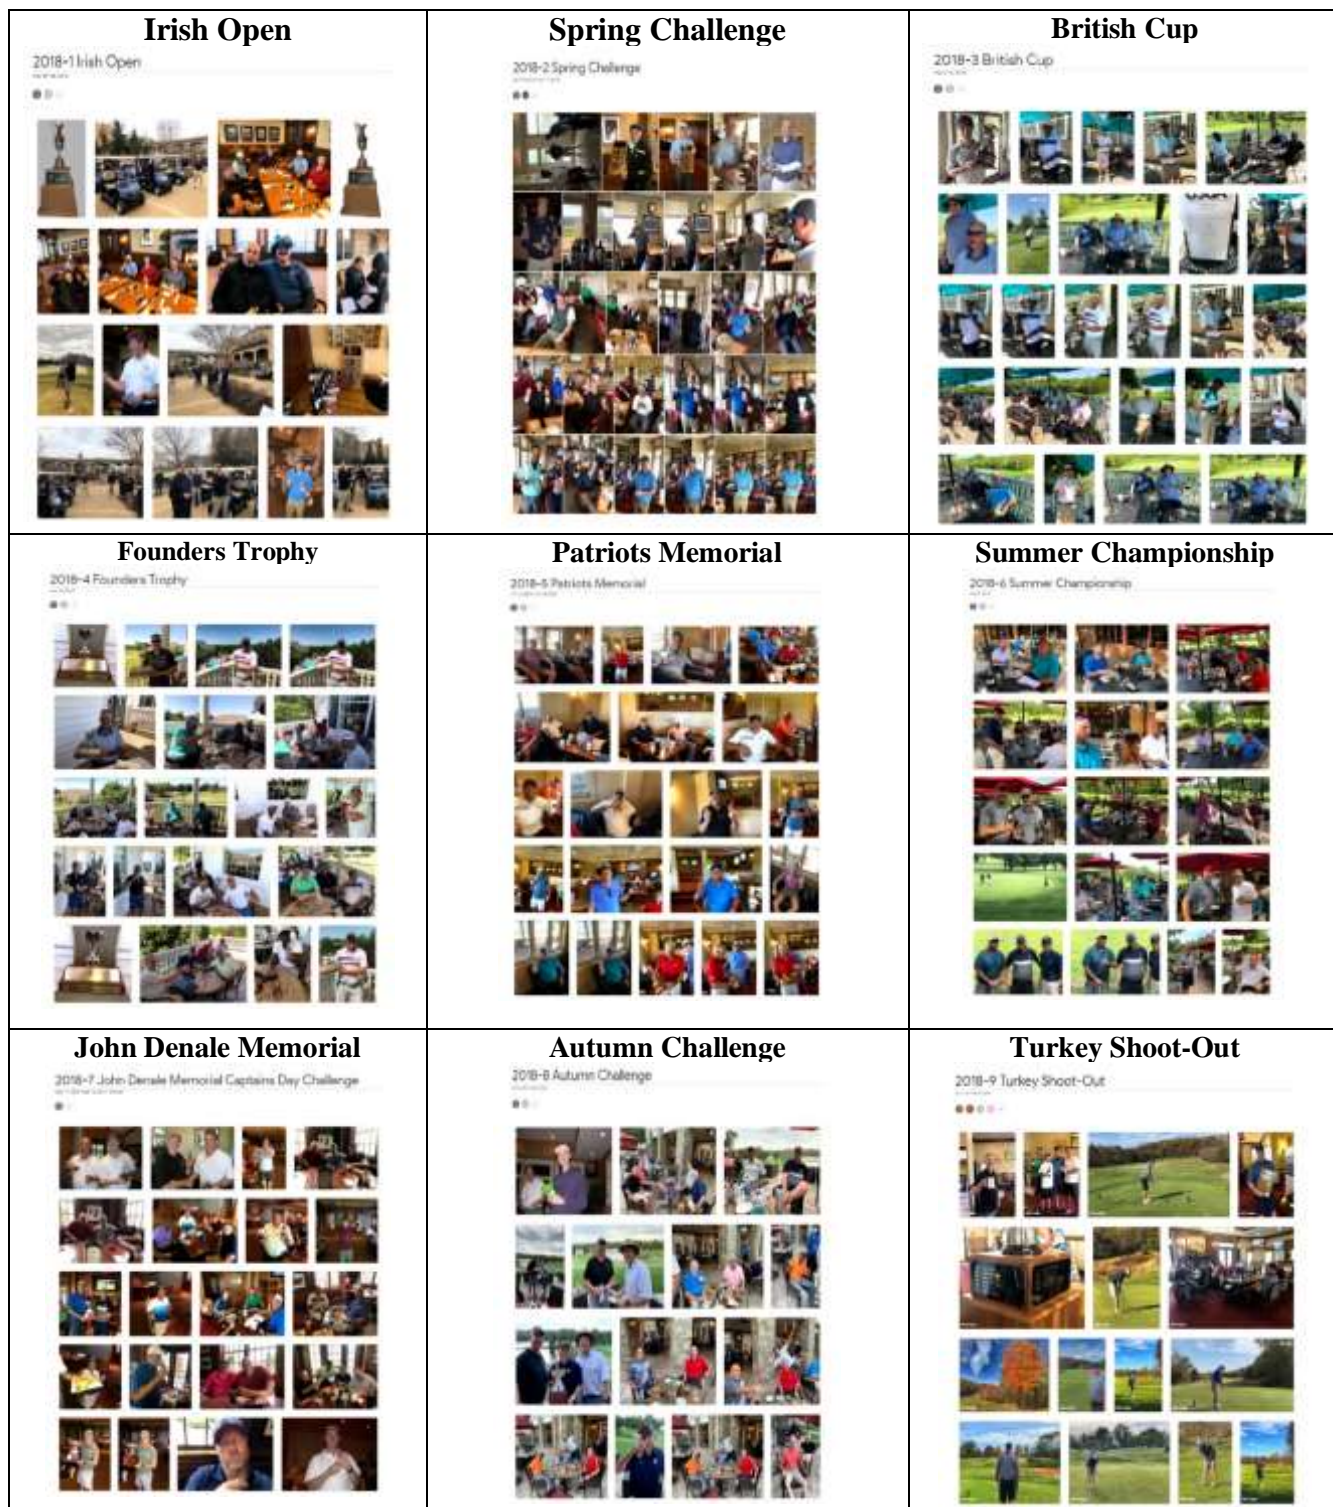 Irish Open
2018-1 Irish Open
Spring Challenge
2018-2 Spring Challenge
British Cup
2018-3 British Cup
Founders Trophy
2018-4 Founders Trophy
Patriots Memorial
2018-5 Patriots Memorial
Summer Championship
2018-6 Summer Championship
John Denale Memorial
2018-7 John Denale Memorial Captains Day Challenge
Autumn Challenge
2018-8 Autumn Challenge
Turkey Shoot-Out
2018-9 Turkey Shoot-Out